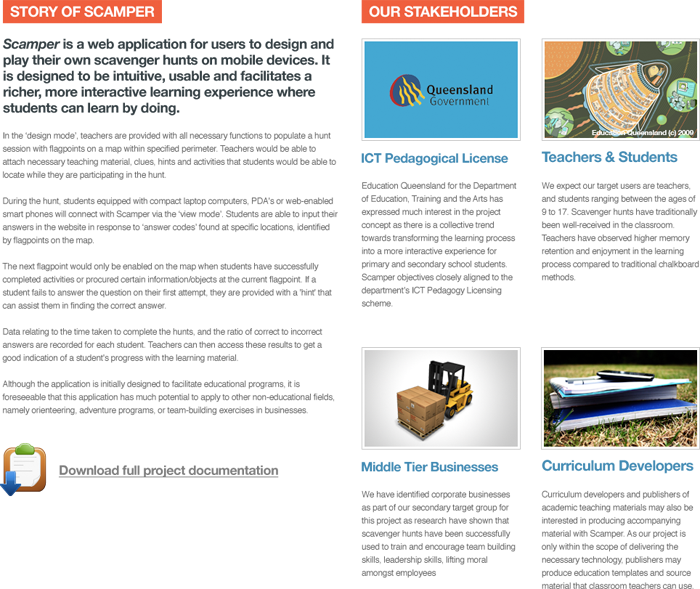 STORY OF SCAMPER
Scamper is a web application for users to design and
play their own scavenger hunts on mobile devices. It
is designed to be intuitive, usable and facilitates a
richer, more interactive learning experience where
students can learn by doing.
In the 'design mode', teachers are provided with all necessary functions to populate a hunt
session with flagpoints on a map within specified perimeter. Teachers would be able to
attach necessary teaching material, clues, hints and activities that students would be able to
locate while they are participating in the hunt.
During the hunt, students equipped with compact laptop computers, PDA's or web-enabled
smart phones will connect with Scamper via the 'view mode'. Students are able to input their
answers in the website in response to 'answer codes' found at specific locations, identified
by flagpoints on the map.
The next flagpoint would only be enabled on the map when students have successfully
completed activities or procured certain information/objects at the current flagpoint. If a
student fails to answer the question on their first attempt, they are provided with a 'hint' that
can assist them in finding the correct answer.
Data relating to the time taken to complete the hunts, and the ratio of correct to incorrect
answers are recorded for each student. Teachers can then access these results to get a
good indication of a student's progress with the learning material.
Although the application is initially designed to facilitate educational programs, it is
foreseeable that this application has much potential to apply to other non-educational fields,
namely orienteering, adventure programs, or team-building exercises in businesses.
Download full project documentation
OUR STAKEHOLDERS
Queensland
Government
ICT Pedagogical License
Education Queensland for the Department
of Education, Training and the Arts has
expressed much interest in the project
concept as there is a collective trend
towards transforming the learning process
into a more interactive experience for
primary and secondary school students.
Scamper objectives closely aligned to the
department's ICT Pedagogy Licensing
scheme.
Education Queensland (c) 2009
Teachers & Students
We expect our target users are teachers,
and students ranging between the ages of
9 to 17. Scavenger hunts have traditionally
been well-received in the classroom.
Teachers have observed higher memory
retention and enjoyment in the learning
process compared to traditional chalkboard
methods.
Middle Tier Businesses
We have identified corporate businesses
as part of our secondary target group for
this project as research have shown that
scavenger hunts have been successfully
used to train and encourage team building
skills, leadership skills, lifting moral
amongst employees
Curriculum Developers
Curriculum developers and publishers of
academic teaching materials may also be
interested in producing accompanying
material with Scamper. As our project is
only within the scope of delivering the
necessary technology, publishers may
produce education templates and source
material that classroom teachers can use.